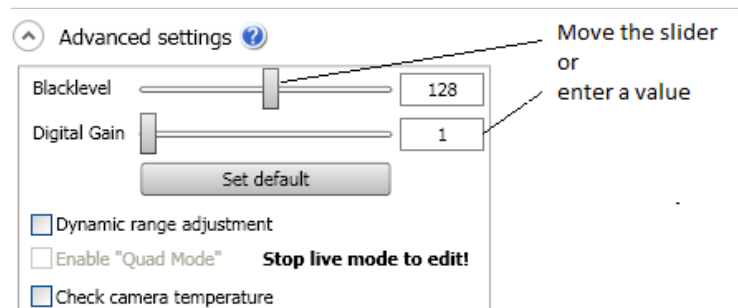 Advanced settings ?
Move the slider
or
enter a value
Blacklevel 128
Digital Gain 1
Set default
Dynamic range adjustment
Enable "Quad Mode" Stop live mode to edit!
Check camera temperature